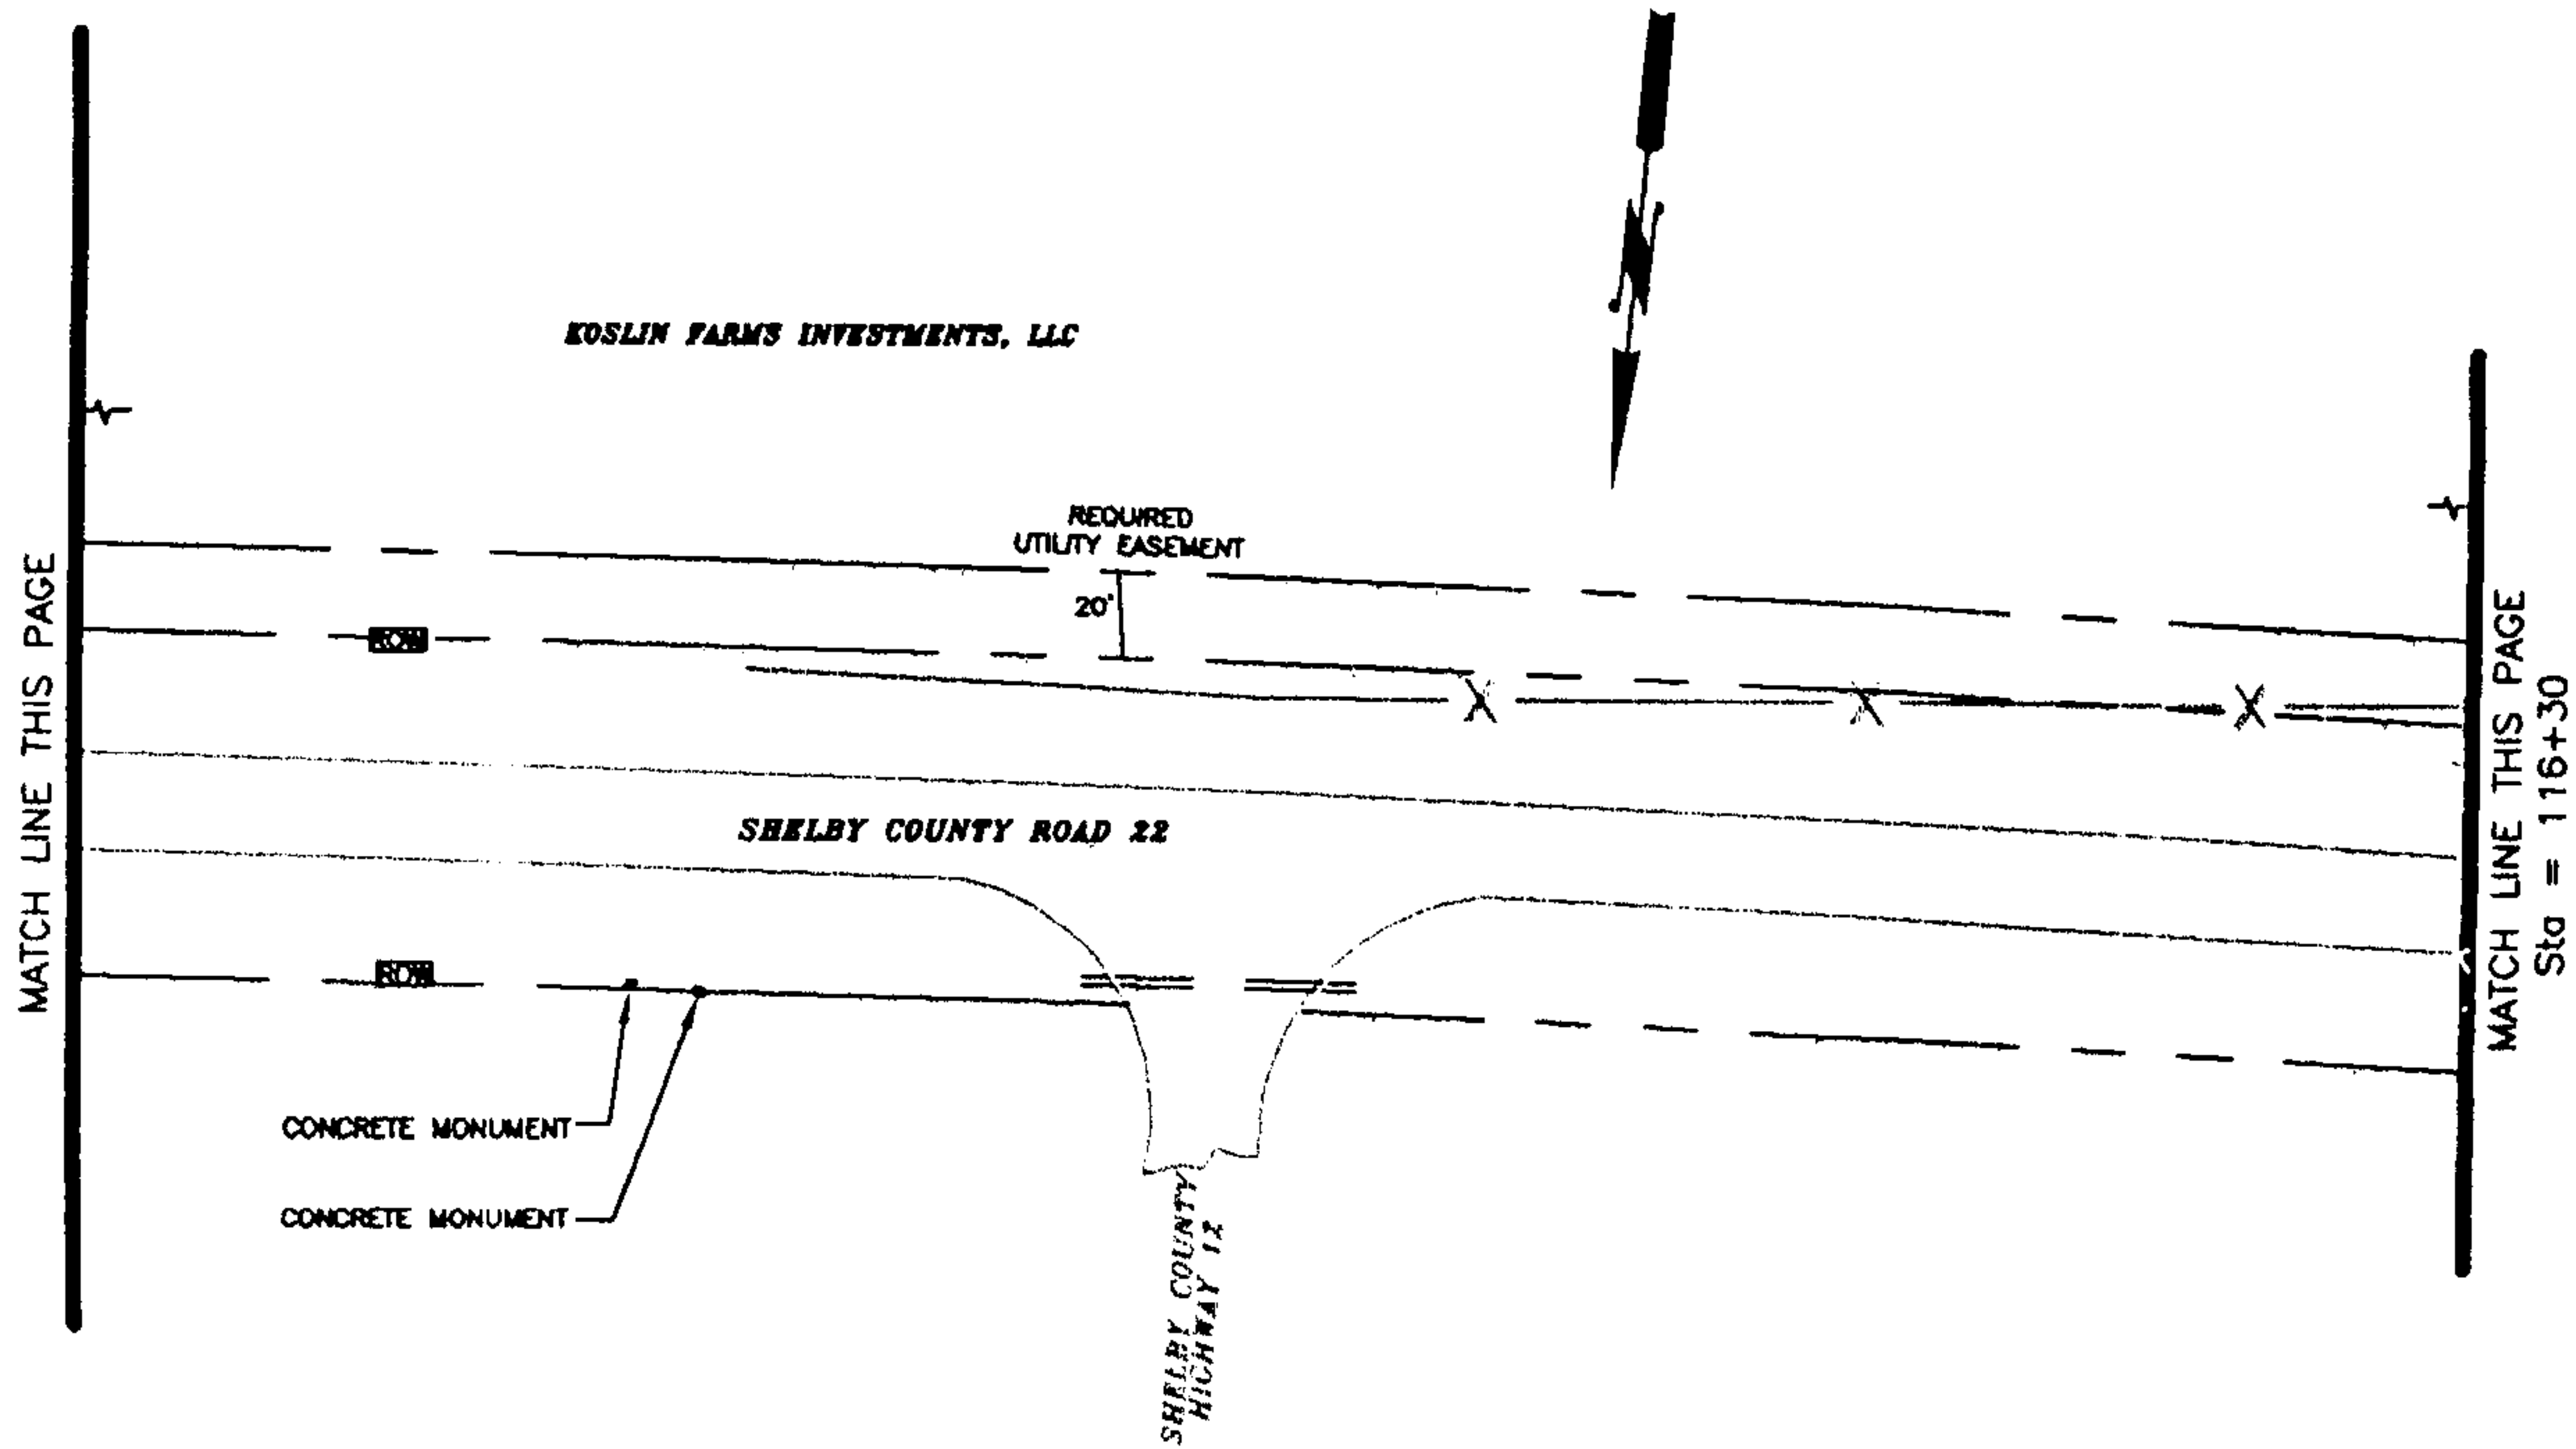 KOSLIN FARMS INVESTMENTS, LLC
N
REQUIRED
UTILITY EASEMENT
20'
ROW
SHELBY COUNTY ROAD 22
ROW
CONCRETE MONUMENT
CONCRETE MONUMENT
SHELBY COUNTY
HIGHWAY 12
MATCH LINE THIS PAGE
MATCH LINE THIS PAGE
Sta = 116+30
X X X